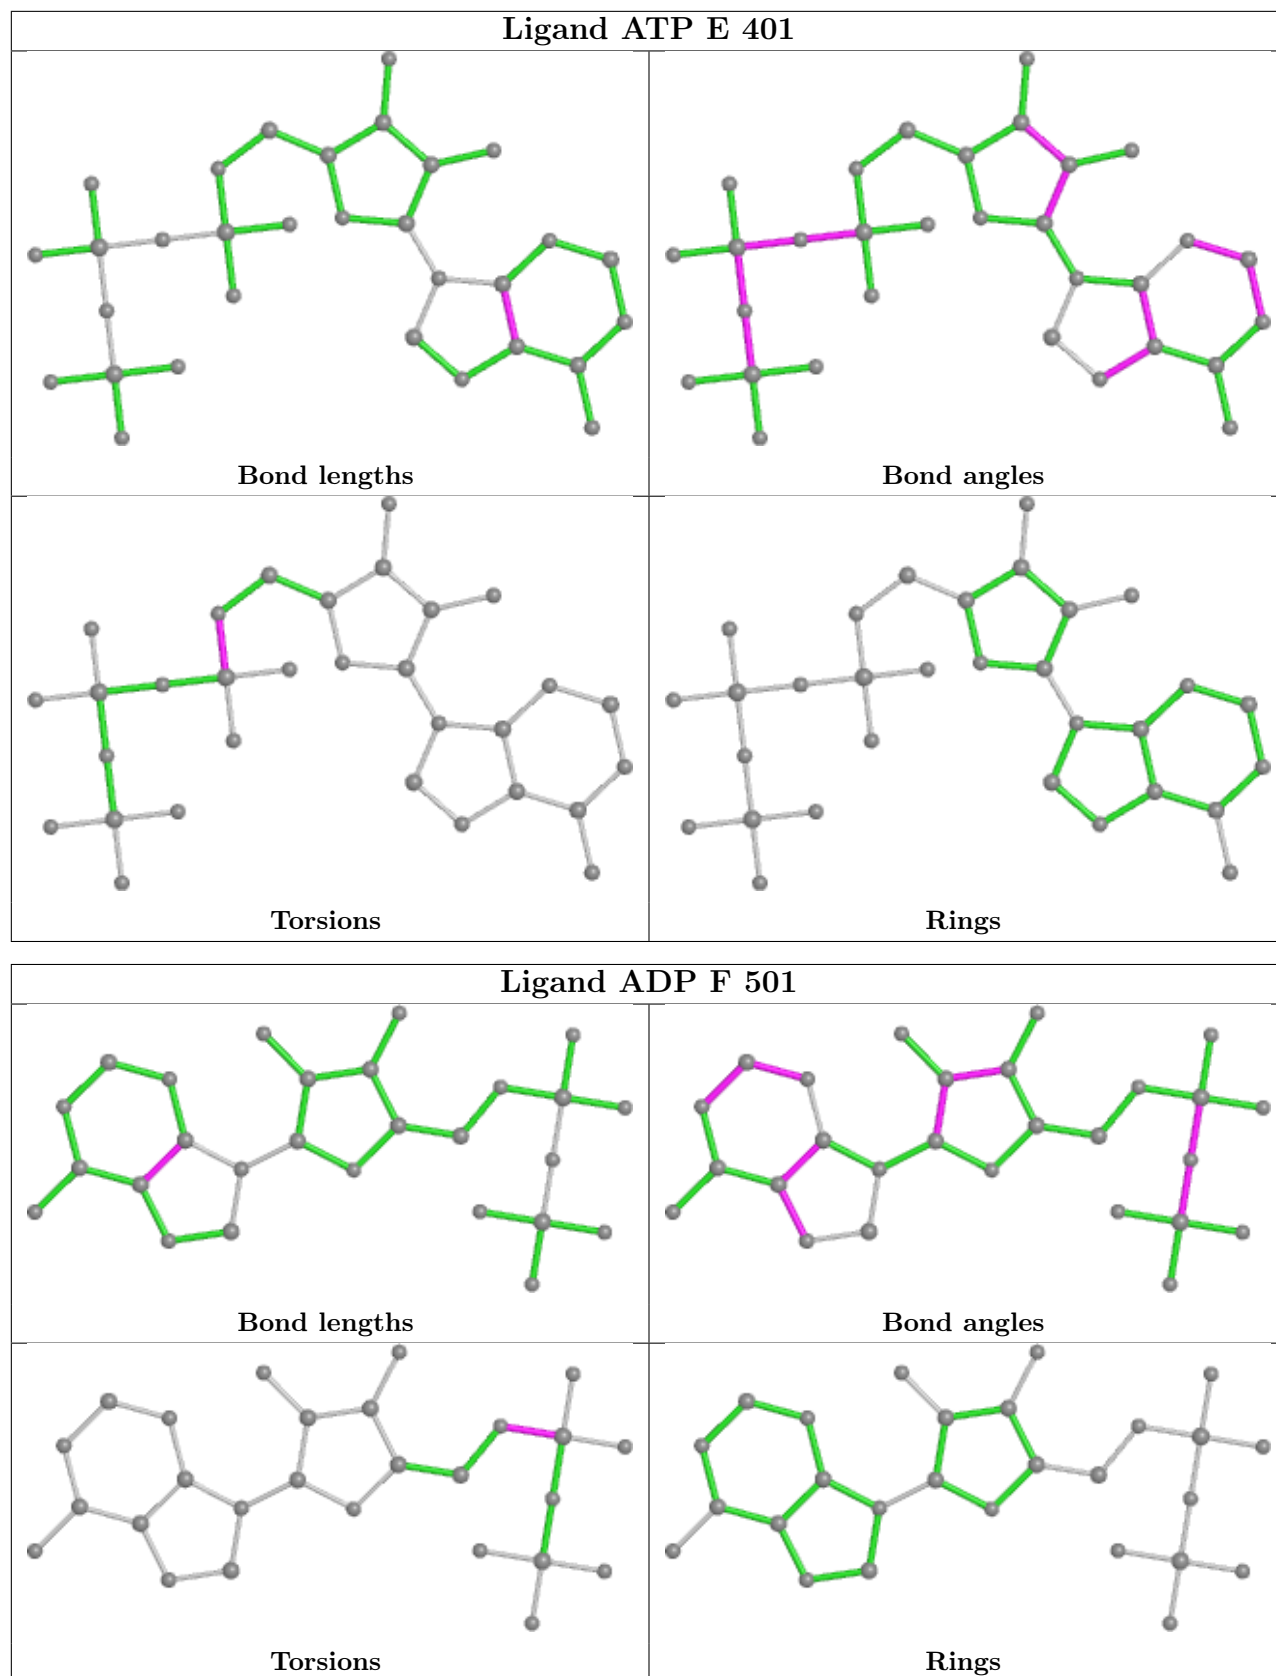 Ligand ATP E 401
Bond lengths
Bond angles
Torsions
Rings
Ligand ADP F 501
Bond lengths
Bond angles
Torsions
Rings